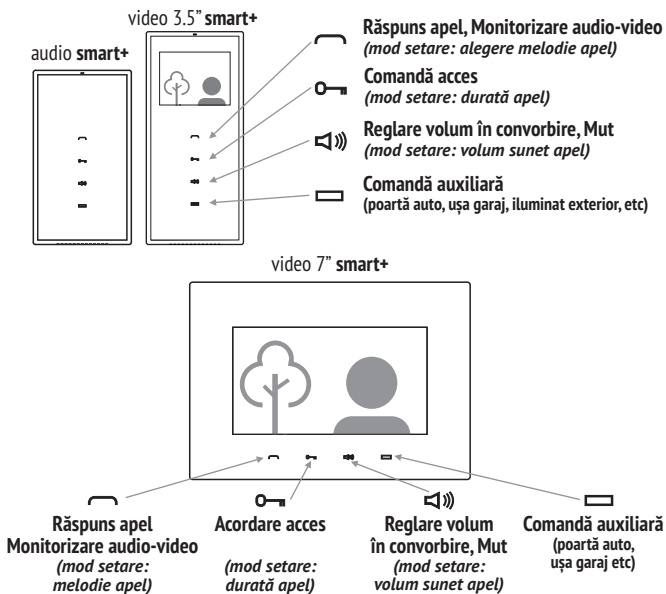 video 3.5” smart+
audio smart+
Răspuns apel, Monitorizare audio-video
(mod setare: alegere melodie apel)
Comandă acces
(mod setare: durată apel)
Reglare volum în convorbire, Mut
(mod setare: volum sunet apel)
Comandă auxiliară
(poartă auto, ușa garaj, iluminat exterior, etc)
video 7” smart+
Răspuns apel
Monitorizare audio-video
(mod setare:
melodie apel)
Acordare acces
(mod setare:
durată apel)
Reglare volum
în convorbire, Mut
(mod setare:
volum sunet apel)
Comandă auxiliară
(poartă auto,
ușa garaj etc)